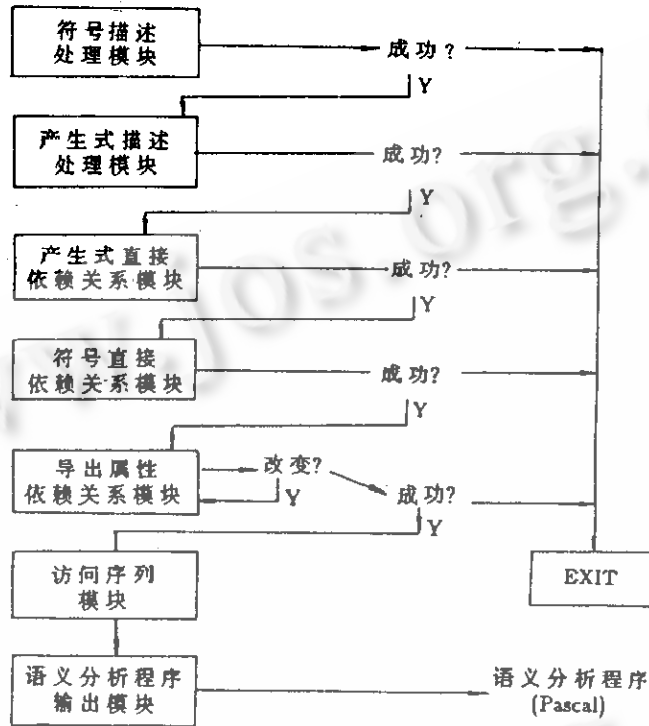 符号描述
处理模块
成功?
Y
产生式描述
处理模块
成功?
Y
产生式直接
依赖关系模块
成功?
Y
符号直接
依赖关系模块
成功?
Y
导出属性
依赖关系模块
改变?
Y
成功?
Y
访问序列
模块
EXIT
语义分析程序
输出模块
语义分析程序
(Pascal)
www.jos.org.